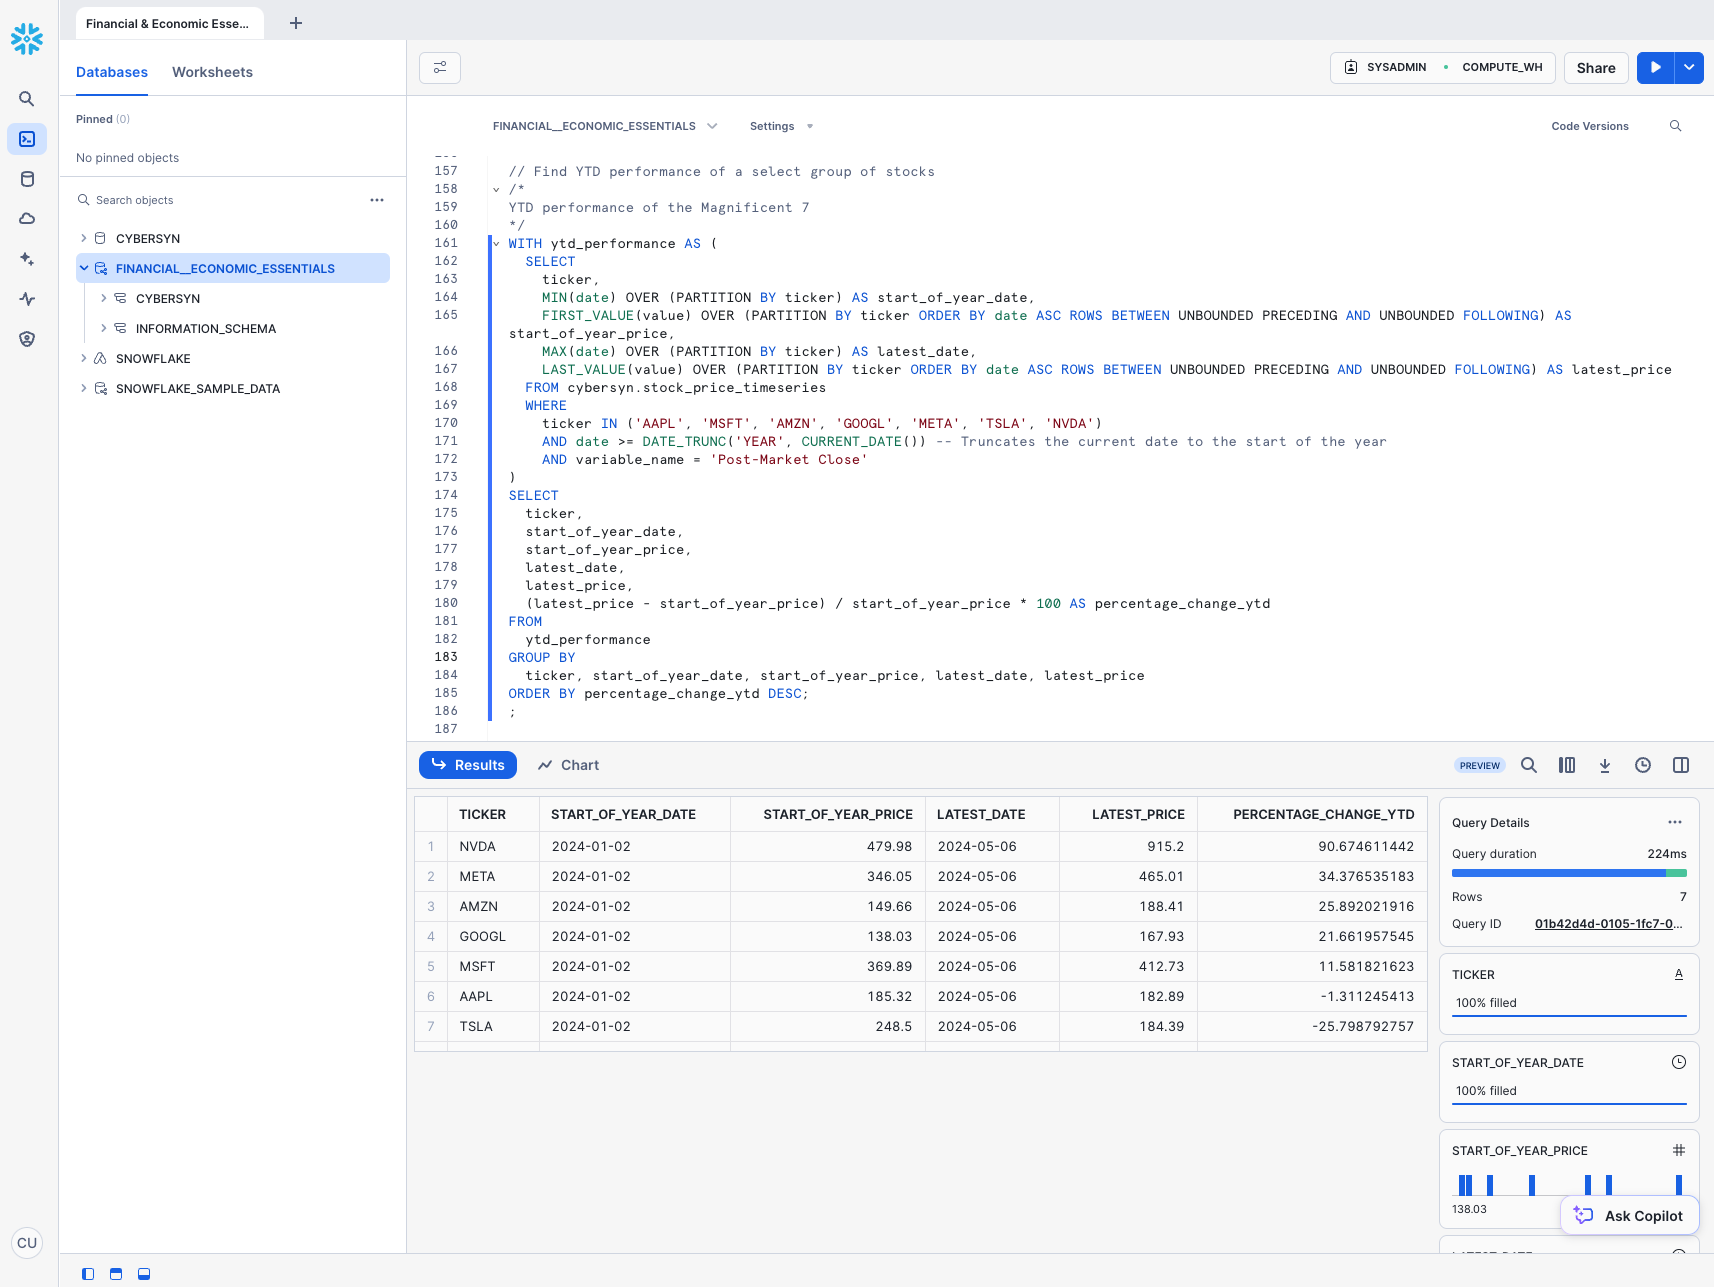 Financial & Economic Esse...
Databases
Worksheets
Pinned (0)
No pinned objects
Search objects
CYBERSYN
FINANCIAL__ECONOMIC_ESSENTIALS
CYBERSYN
INFORMATION_SCHEMA
SNOWFLAKE
SNOWFLAKE_SAMPLE_DATA
CU
SYSADMIN
COMPUTE_WH
Share
FINANCIAL__ECONOMIC_ESSENTIALS
Settings
Code Versions
157 // Find YTD performance of a select group of stocks
158 /*
159 YTD performance of the Magnificent 7
160 */
161 WITH ytd_performance AS (
162 SELECT
163 ticker,
164 MIN(date) OVER (PARTITION BY ticker) AS start_of_year_date,
165 FIRST_VALUE(value) OVER (PARTITION BY ticker ORDER BY date ASC ROWS BETWEEN UNBOUNDED PRECEDING AND UNBOUNDED FOLLOWING) AS
start_of_year_price,
166 MAX(date) OVER (PARTITION BY ticker) AS latest_date,
167 LAST_VALUE(value) OVER (PARTITION BY ticker ORDER BY date ASC ROWS BETWEEN UNBOUNDED PRECEDING AND UNBOUNDED FOLLOWING) AS latest_price
168 FROM cybersyn.stock_price_timeseries
169 WHERE
170 ticker IN ('AAPL', 'MSFT', 'AMZN', 'GOOGL', 'META', 'TSLA', 'NVDA')
171 AND date >= DATE_TRUNC('YEAR', CURRENT_DATE()) -- Truncates the current date to the start of the year
172 AND variable_name = 'Post-Market Close'
173 )
174 SELECT
175 ticker,
176 start_of_year_date,
177 start_of_year_price,
178 latest_date,
179 latest_price,
180 (latest_price - start_of_year_price) / start_of_year_price * 100 AS percentage_change_ytd
181 FROM
182 ytd_performance
183 GROUP BY
184 ticker, start_of_year_date, start_of_year_price, latest_date, latest_price
185 ORDER BY percentage_change_ytd DESC;
186 ;
187
Results
Chart
PREVIEW
TICKER START_OF_YEAR_DATE START_OF_YEAR_PRICE LATEST_DATE LATEST_PRICE PERCENTAGE_CHANGE_YTD
1 NVDA 2024-01-02 479.98 2024-05-06 915.2 90.674611442
2 META 2024-01-02 346.05 2024-05-06 465.01 34.376535183
3 AMZN 2024-01-02 149.66 2024-05-06 188.41 25.892021916
4 GOOGL 2024-01-02 138.03 2024-05-06 167.93 21.661957545
5 MSFT 2024-01-02 369.89 2024-05-06 412.73 11.581821623
6 AAPL 2024-01-02 185.32 2024-05-06 182.89 -1.311245413
7 TSLA 2024-01-02 248.5 2024-05-06 184.39 -25.798792757
Query Details
Query duration 224ms
Rows 7
Query ID 01b42d4d-0105-1fc7-0...
TICKER A
100% filled
START_OF_YEAR_DATE
100% filled
START_OF_YEAR_PRICE
138.03
Ask Copilot